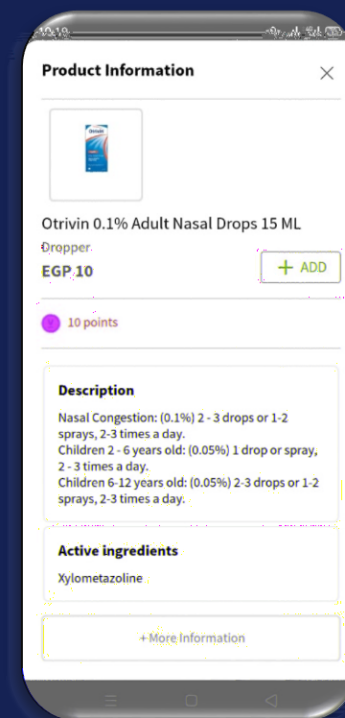 Product Information
Otrivin
Otrivin 0.1% Adult Nasal Drops 15 ML
Dropper
EGP 10
+ ADD
10 points
Description
Nasal Congestion: (0.1%) 2 - 3 drops or 1-2
sprays, 2-3 times a day.
Children 2 - 6 years old: (0.05%) 1 drop or spray,
2 - 3 times a day.
Children 6-12 years old: (0.05%) 2-3 drops or 1-2
sprays, 2-3 times a day.
Active ingredients
Xylometazoline
+ More Information